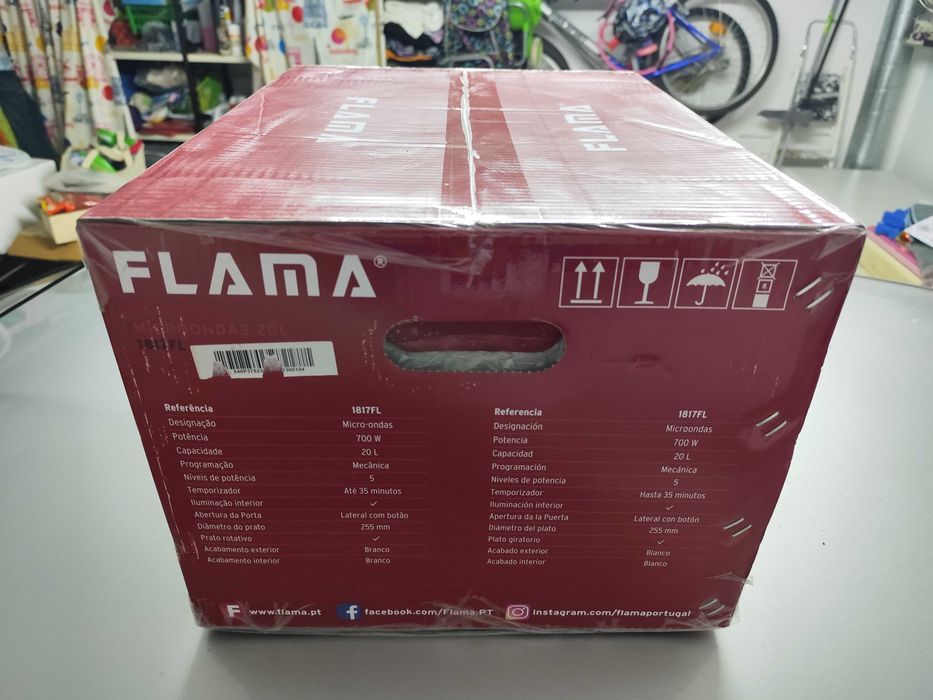 FLAMA
FLAMA
FLAMA®
MICROONDAS 20L
1817FL
Referência 1817FL
Designação Micro-ondas
Potência 700 W
Capacidade 20 L
Programação Mecânica
Níveis de potência 5
Temporizador Até 35 minutos
Iluminação interior ✓
Abertura da Porta Lateral com botão
Diâmetro do prato 255 mm
Prato rotativo ✓
Acabamento exterior Branco
Acabamento interior Branco
Referencia 1817FL
Designación Microondas
Potencia 700 W
Capacidad 20 L
Programación Mecánica
Niveles de potencia 5
Temporizador Hasta 35 minutos
Iluminación interior ✓
Apertura de la Puerta Lateral con botón
Diámetro del plato 255 mm
Plato giratorio ✓
Acabado exterior Blanco
Acabado interior Blanco
F www.flama.pt f facebook.com/Flama.PT instagram.com/flamaportugal